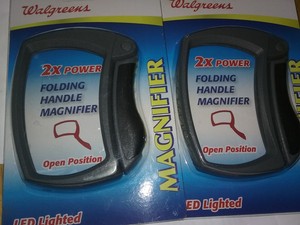 Walgreens
2X POWER
FOLDING
HANDLE
MAGNIFIER
Open Position
MAGNIFIER
LED Lighted
Walgreens
2X POWER
FOLDING
HANDLE
MAGNIFIER
Open Position
MAGNIFIER
LED Lighted